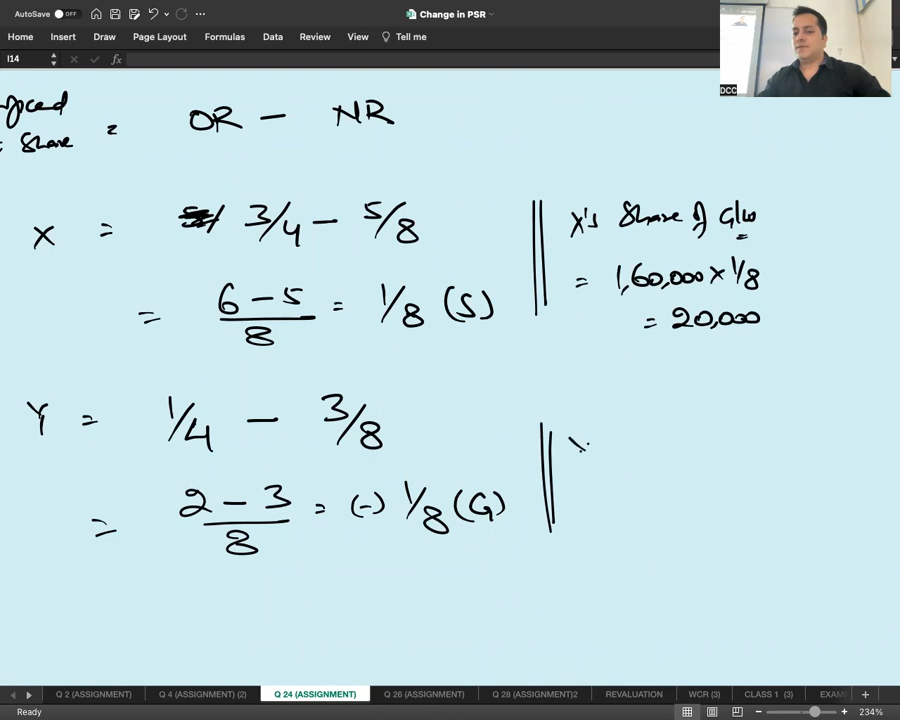 AutoSave OFF
Change in PSR
Home Insert Draw Page Layout Formulas Data Review View Tell me
I14 fx
DCC
= OR - NR
Share
X = 3/4 - 5/8
= 6 - 5 / 8 = 1/8 (S)
X's Share of G/w
= 1,60,000 x 1/8
= 20,000
Y = 1/4 - 3/8
= 2 - 3 / 8 = (-) 1/8 (G)
Q 2 (ASSIGNMENT) Q 4 (ASSIGNMENT) (2) Q 24 (ASSIGNMENT) Q 26 (ASSIGNMENT) Q 28 (ASSIGNMENT)2 REVALUATION WCR (3) CLASS 1 (3) EXAM
Ready 234%